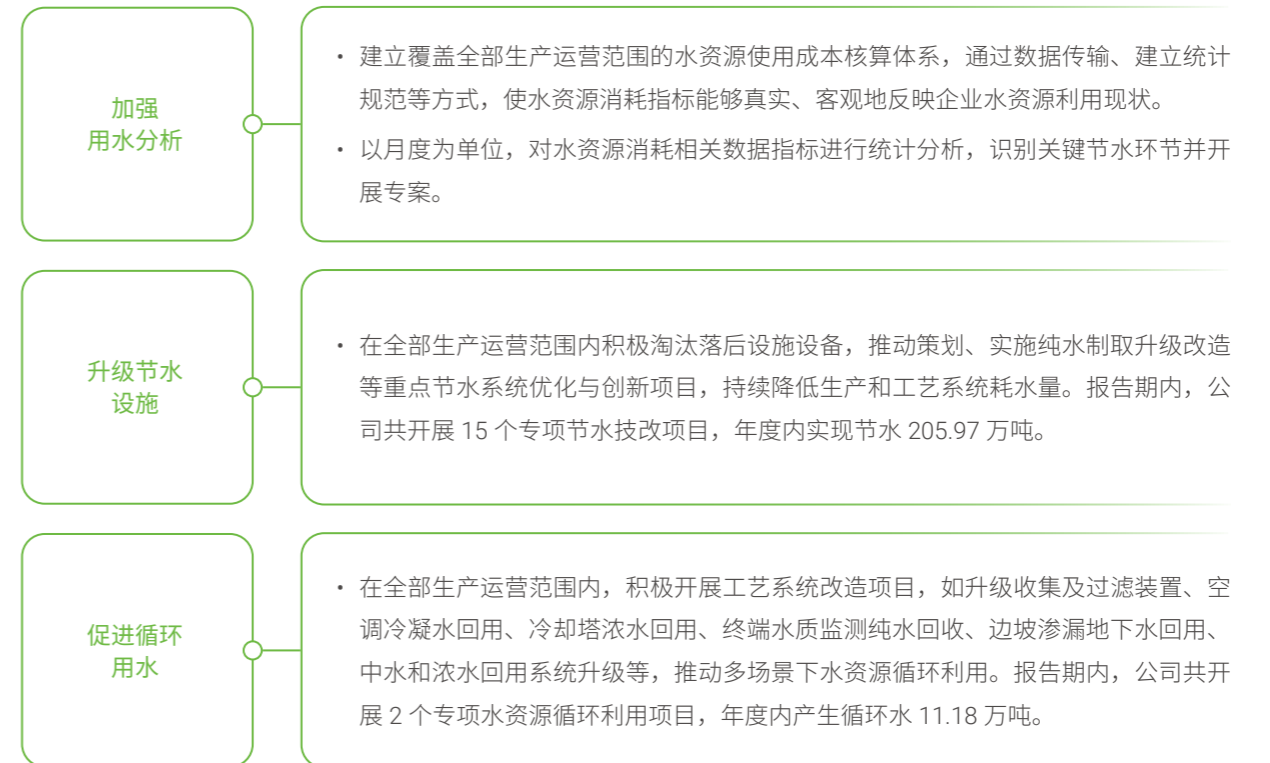 加强
用水分析
• 建立覆盖全部生产运营范围的水资源使用成本核算体系，通过数据传输、建立统计
规范等方式，使水资源消耗指标能够真实、客观地反映企业水资源利用现状。
• 以月度为单位，对水资源消耗相关数据指标进行统计分析，识别关键节水环节并开
展专案。
升级节水
设施
• 在全部生产运营范围内积极淘汰落后设施设备，推动策划、实施纯水制取升级改造
等重点节水系统优化与创新项目，持续降低生产和工艺系统耗水量。报告期内，公
司共开展 15 个专项节水技改项目，年度内实现节水 205.97 万吨。
促进循环
用水
• 在全部生产运营范围内，积极开展工艺系统改造项目，如升级收集及过滤装置、空
调冷凝水回用、冷却塔浓水回用、终端水质监测纯水回收、边坡渗漏地下水回用、
中水和浓水回用系统升级等，推动多场景下水资源循环利用。报告期内，公司共开
展 2 个专项水资源循环利用项目，年度内产生循环水 11.18 万吨。